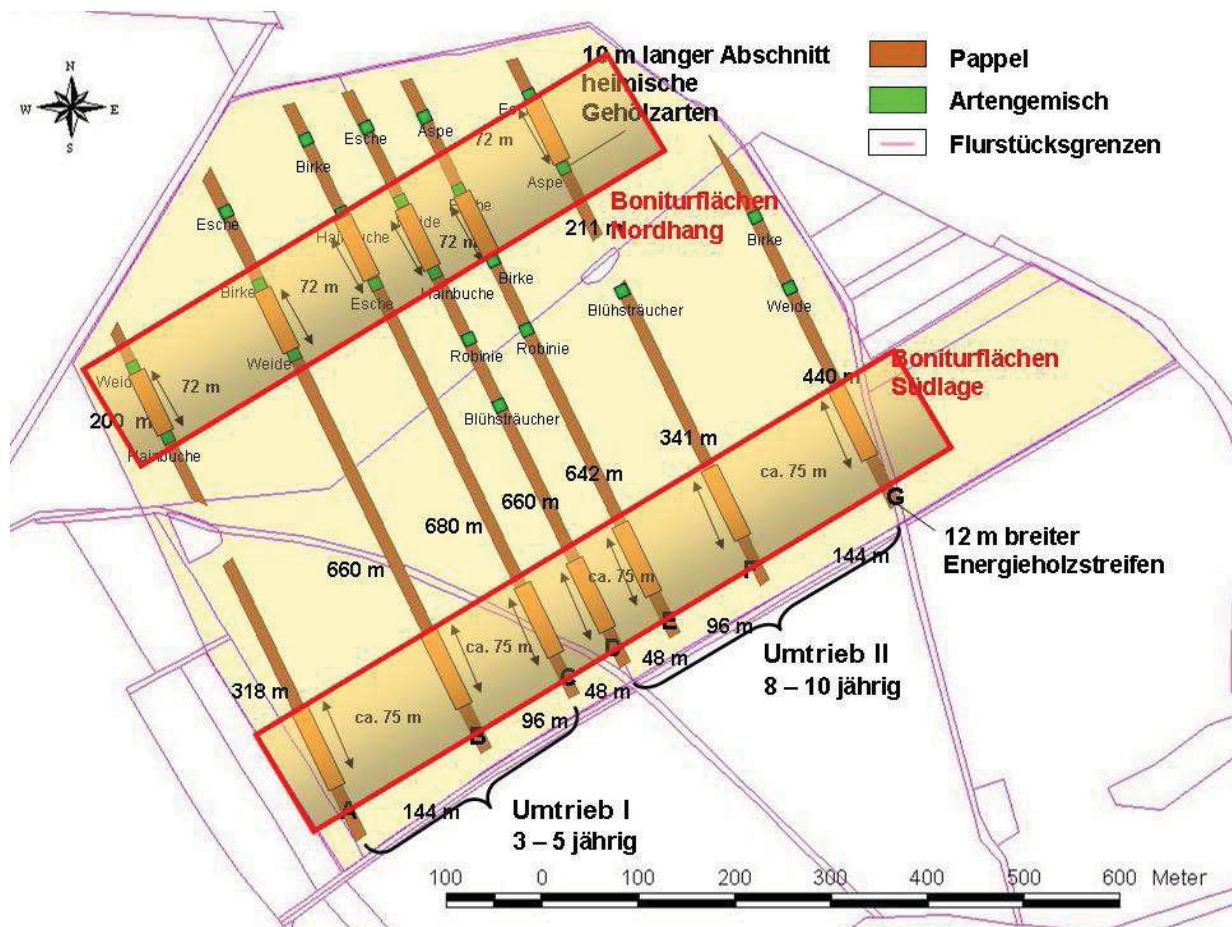 10 m langer Abschnitt
heimische
Gehölzarten
Pappel
Artengemisch
Flurstücksgrenzen
N
W E
S
Esche
Birke
Esche
Aspe
72 m
Aspe
Esche
Birke
Hainbuche
72 m
Weide
72 m
Esche
72 m
211 m
Boniturflächen
Nordhang
Birke
Birke
Weide
Esche
Hainbuche
Birke
Blühsträucher
Weide
72 m
200 m
Hainbuche
Robinie
Robinie
Blühsträucher
Boniturflächen
Südlage
440 m
341 m
642 m
660 m
680 m
660 m
318 m
ca. 75 m
ca. 75 m
ca. 75 m
ca. 75 m
G
F
E
D
C
B
A
12 m breiter
Energieholzstreifen
144 m
96 m
48 m
48 m
96 m
144 m
Umtrieb II
8 – 10 jährig
Umtrieb I
3 – 5 jährig
100 0 100 200 300 400 500 600 Meter